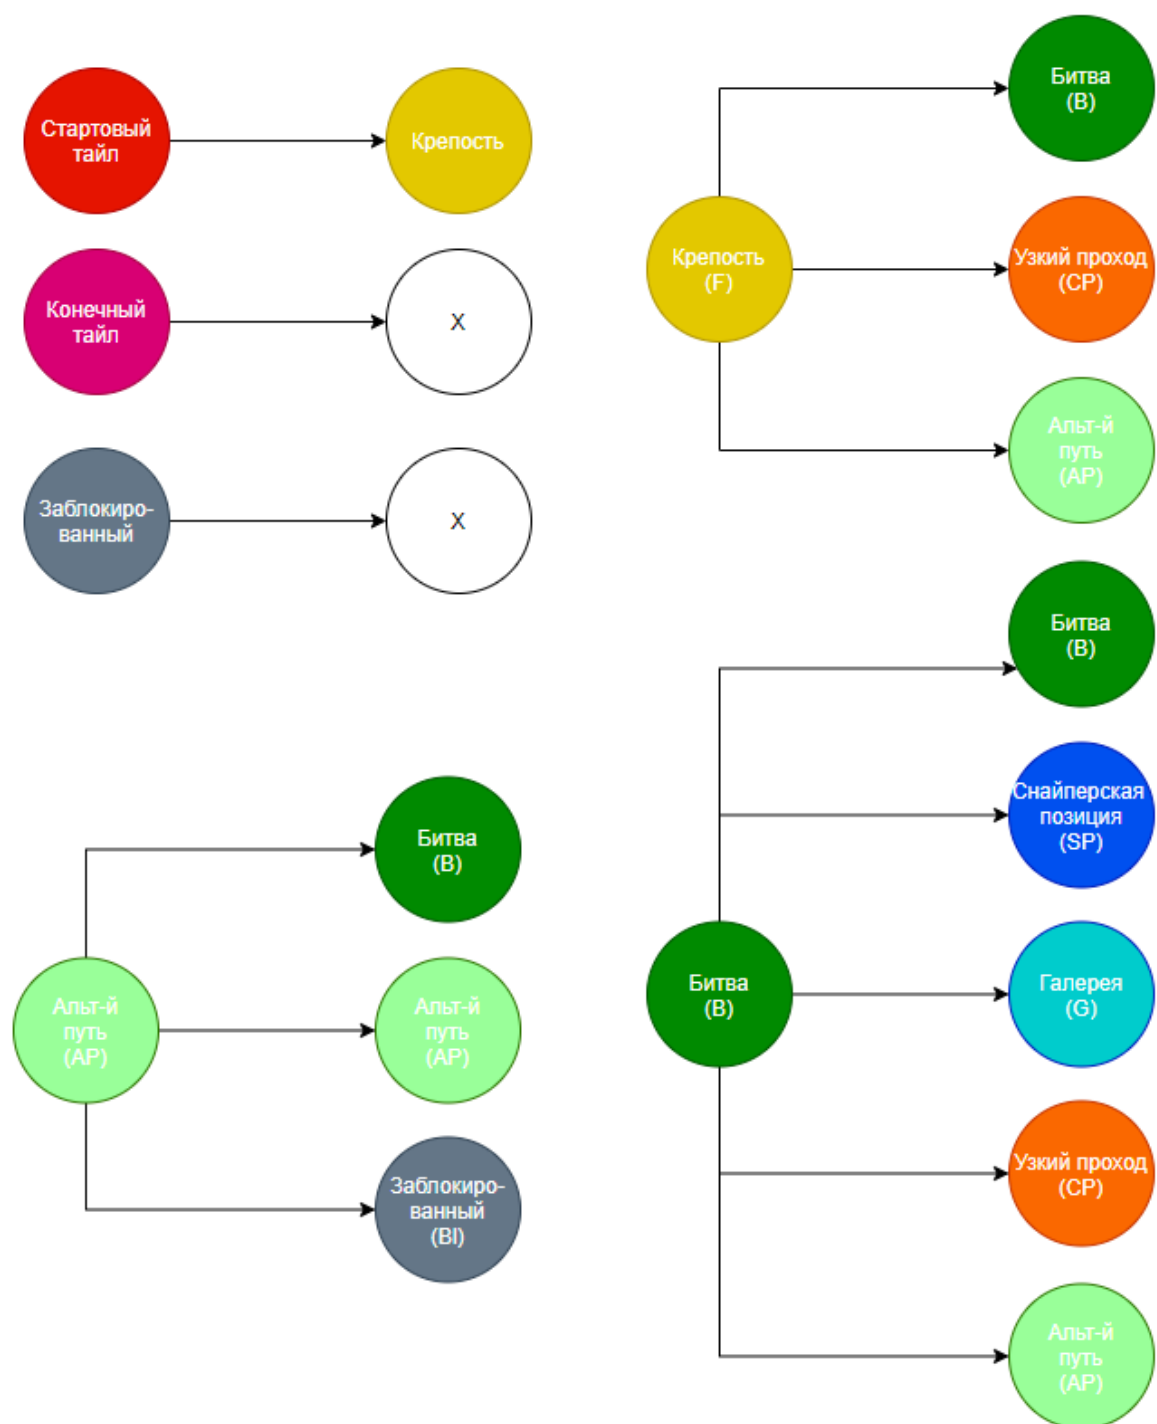 Стартовый
тайл
Крепость
Конечный
тайл
X
Заблокиро-
ванный
X
Битва
(B)
Крепость
(F)
Узкий проход
(CP)
Альт-й
путь
(AP)
Битва
(B)
Альт-й
путь
(AP)
Альт-й
путь
(AP)
Заблокиро-
ванный
(Bl)
Битва
(B)
Снайперская
позиция
(SP)
Битва
(B)
Галерея
(G)
Узкий проход
(CP)
Альт-й
путь
(AP)